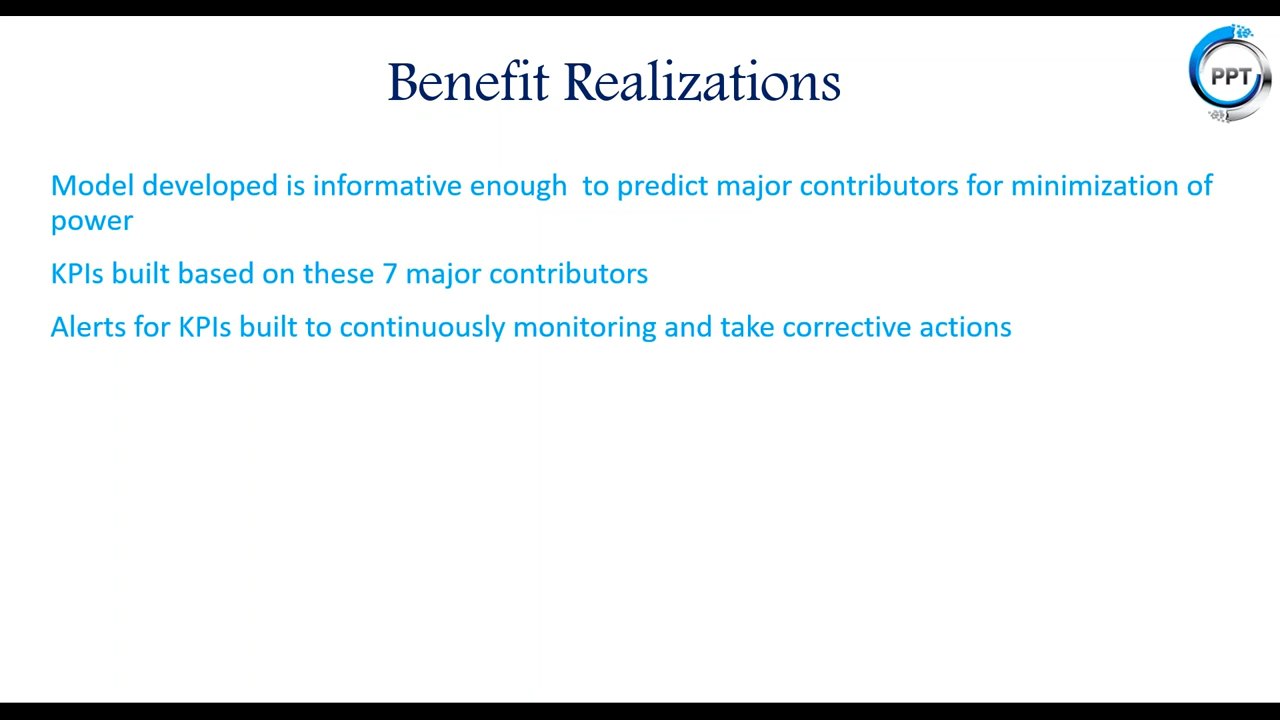 Benefit Realizations
PPT
Model developed is informative enough  to predict major contributors for minimization of
power
KPIs built based on these 7 major contributors
Alerts for KPIs built to continuously monitoring and take corrective actions